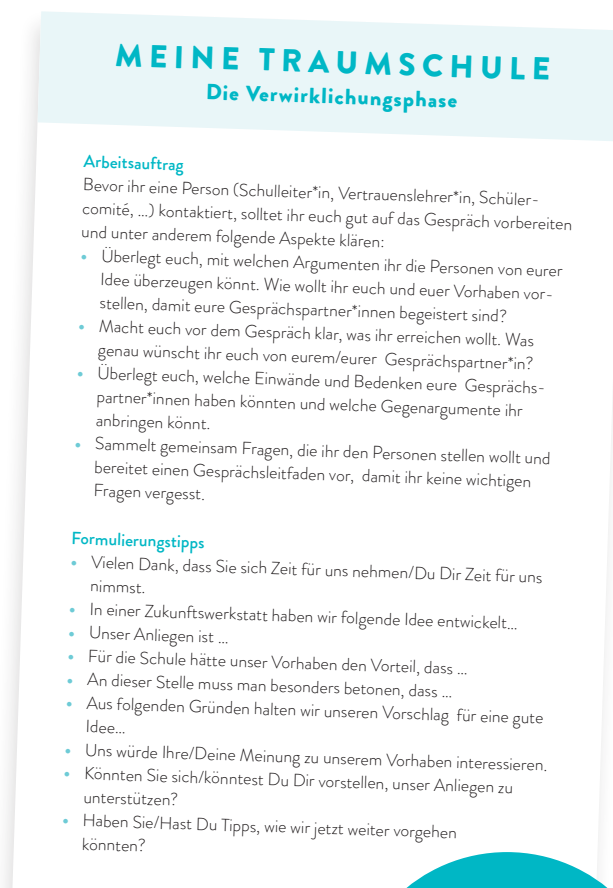 MEINE TRAUMSCHULE
Die Verwirklichungsphase
Arbeitsauftrag
Bevor ihr eine Person (Schulleiter*in, Vertrauenslehrer*in, Schüler-
comité, ...) kontaktiert, solltet ihr euch gut auf das Gespräch vorbereiten
und unter anderem folgende Aspekte klären:
• Überlegt euch, mit welchen Argumenten ihr die Personen von eurer
Idee überzeugen könnt. Wie wollt ihr euch und euer Vorhaben vor-
stellen, damit eure Gesprächspartner*innen begeistert sind?
• Macht euch vor dem Gespräch klar, was ihr erreichen wollt. Was
genau wünscht ihr euch von eurem/eurer Gesprächspartner*in?
• Überlegt euch, welche Einwände und Bedenken eure Gesprächs-
partner*innen haben könnten und welche Gegenargumente ihr
anbringen könnt.
• Sammelt gemeinsam Fragen, die ihr den Personen stellen wollt und
bereitet einen Gesprächsleitfaden vor, damit ihr keine wichtigen
Fragen vergesst.
Formulierungstipps
• Vielen Dank, dass Sie sich Zeit für uns nehmen/Du Dir Zeit für uns
nimmst.
• In einer Zukunftswerkstatt haben wir folgende Idee entwickelt...
• Unser Anliegen ist ...
• Für die Schule hätte unser Vorhaben den Vorteil, dass ...
• An dieser Stelle muss man besonders betonen, dass ...
• Aus folgenden Gründen halten wir unseren Vorschlag für eine gute
Idee...
• Uns würde Ihre/Deine Meinung zu unserem Vorhaben interessieren.
• Könnten Sie sich/könntest Du Dir vorstellen, unser Anliegen zu
unterstützen?
• Haben Sie/Hast Du Tipps, wie wir jetzt weiter vorgehen
könnten?